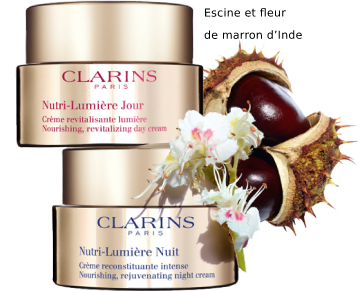 Escine et fleur
de marron d’Inde
CLARINS
PARIS
Nutri-Lumière Jour
Crème revitalisante lumière
Nourishing, revitalizing day cream
CLARINS
PARIS
Nutri-Lumière Nuit
Crème reconstituante intense
Nourishing, rejuvenating night cream